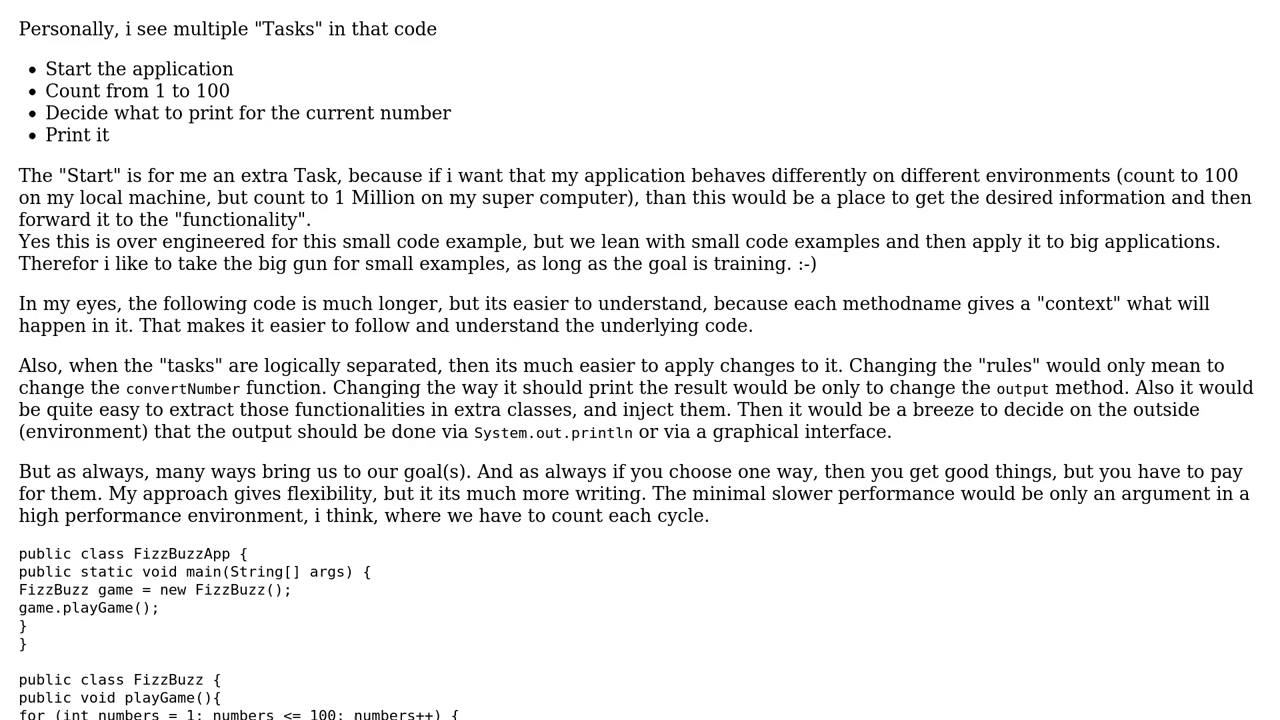 Personally, i see multiple "Tasks" in that code
• Start the application
• Count from 1 to 100
• Decide what to print for the current number
• Print it
The "Start" is for me an extra Task, because if i want that my application behaves differently on different environments (count to 100
on my local machine, but count to 1 Million on my super computer), than this would be a place to get the desired information and then
forward it to the "functionality".
Yes this is over engineered for this small code example, but we lean with small code examples and then apply it to big applications.
Therefor i like to take the big gun for small examples, as long as the goal is training. :-)
In my eyes, the following code is much longer, but its easier to understand, because each methodname gives a "context" what will
happen in it. That makes it easier to follow and understand the underlying code.
Also, when the "tasks" are logically separated, then its much easier to apply changes to it. Changing the "rules" would only mean to
change the convertNumber function. Changing the way it should print the result would be only to change the output method. Also it would
be quite easy to extract those functionalities in extra classes, and inject them. Then it would be a breeze to decide on the outside
(environment) that the output should be done via System.out.println or via a graphical interface.
But as always, many ways bring us to our goal(s). And as always if you choose one way, then you get good things, but you have to pay
for them. My approach gives flexibility, but it its much more writing. The minimal slower performance would be only an argument in a
high performance environment, i think, where we have to count each cycle.
public class FizzBuzzApp {
public static void main(String[] args) {
FizzBuzz game = new FizzBuzz();
game.playGame();
}
}
public class FizzBuzz {
public void playGame(){
for (int numbers = 1; numbers <= 100; numbers++) {